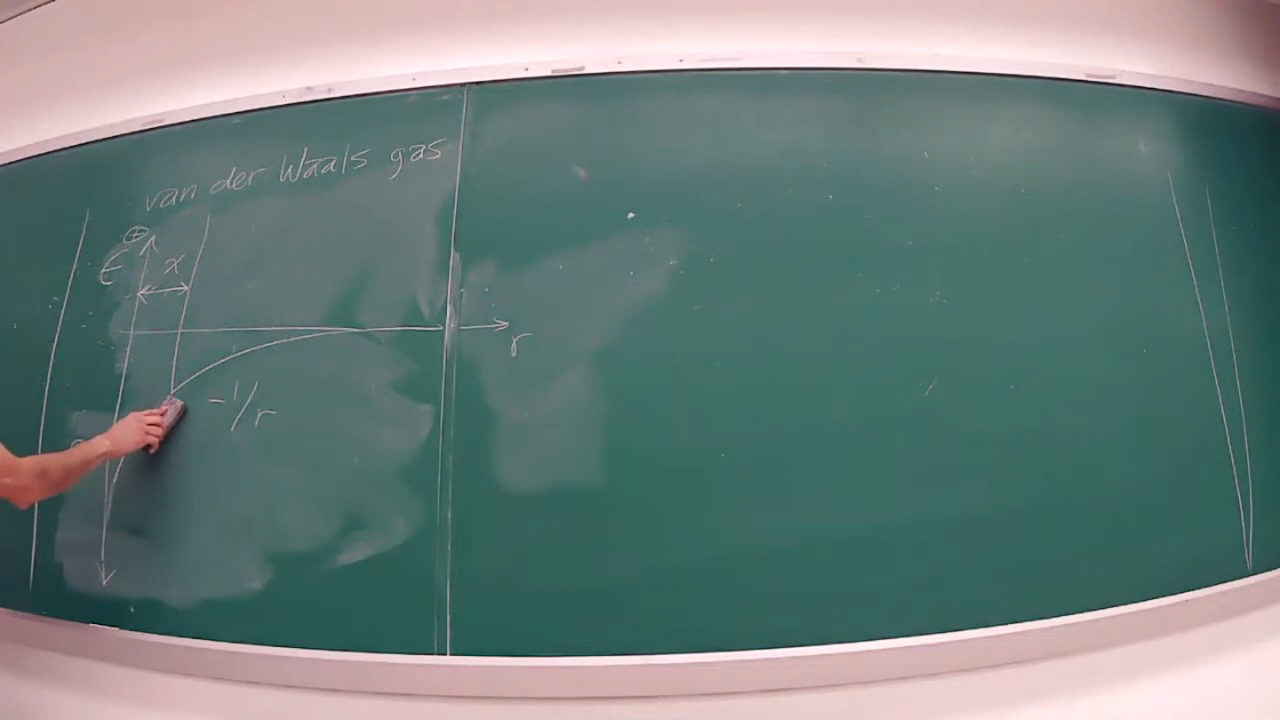 van der Waals gas
⊕
ϵ
x
r
-1/r